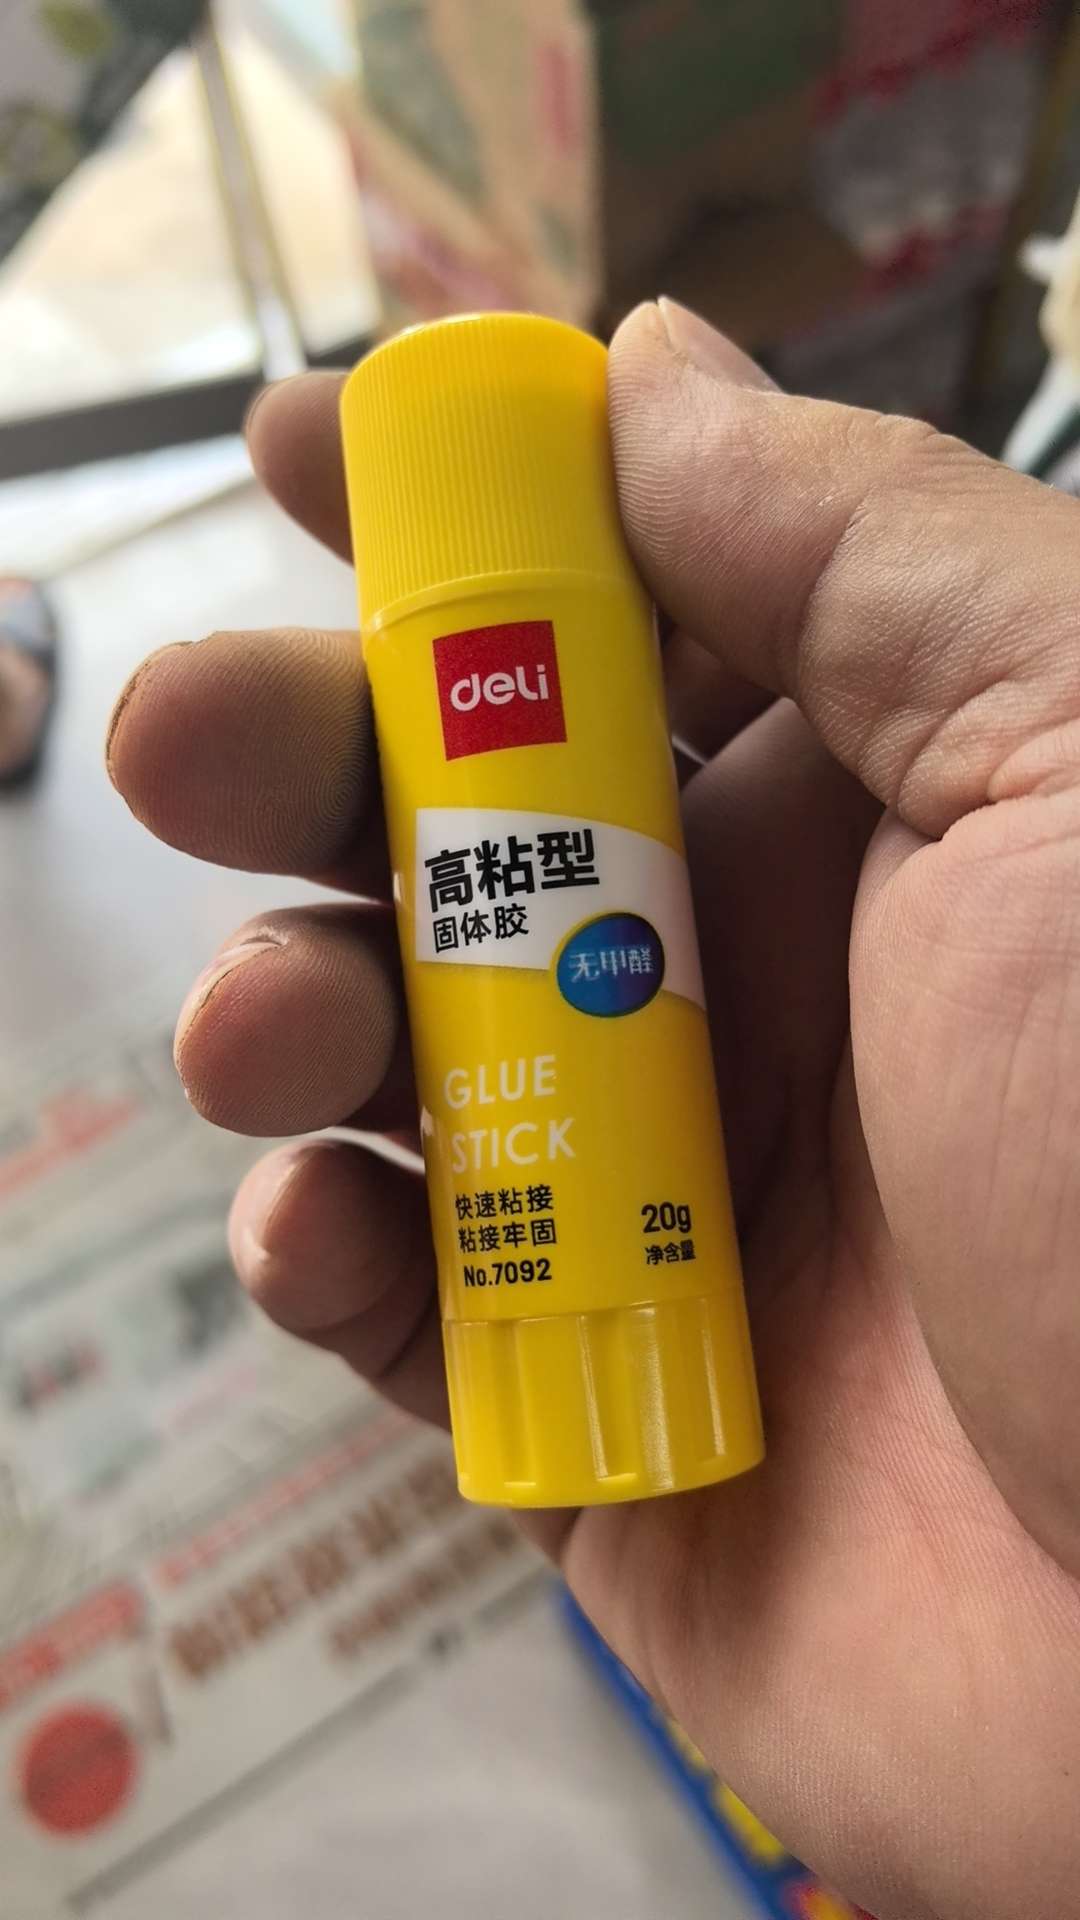 deli
高粘型
固体胶
无甲醛
GLUE
STICK
快速粘接
粘接牢固
No.7092
20g
净含量